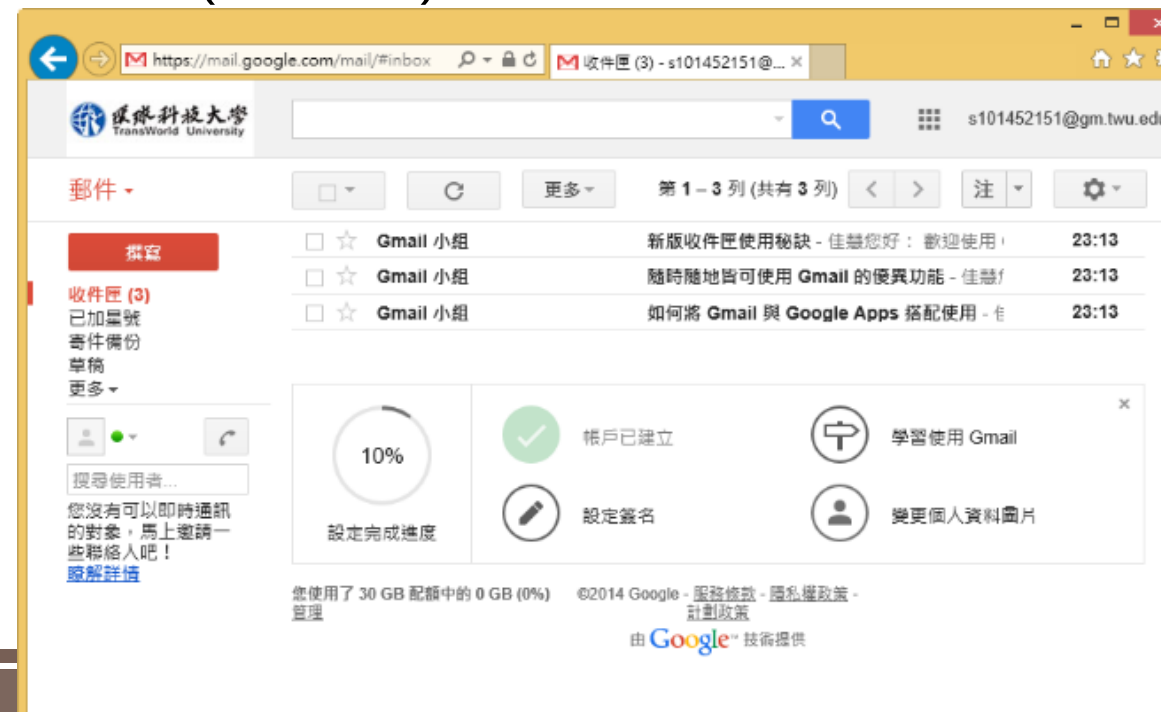 https://mail.google.com/mail/#inbox
收件匣 (3) - s101452151@... ×
環球科技大學
TransWorld University
s101452151@gm.twu.edu
郵件
更多
第 1 – 3 列 (共有 3 列)
注
撰寫
Gmail 小組 新版收件匣使用秘訣 - 佳慧您好： 歡迎使用 23:13
Gmail 小組 隨時隨地皆可使用 Gmail 的優異功能 - 佳慧 23:13
Gmail 小組 如何將 Gmail 與 Google Apps 搭配使用 - 23:13
收件匣 (3)
已加星號
寄件備份
草稿
更多
搜尋使用者...
您沒有可以即時通訊
的對象，馬上邀請一
些聯絡人吧！
瞭解詳情
10%
設定完成進度
帳戶已建立
學習使用 Gmail
設定簽名
變更個人資料圖片
您使用了 30 GB 配額中的 0 GB (0%)
管理
©2014 Google - 服務條款 - 隱私權政策 -
計劃政策
由 Google™ 技術提供